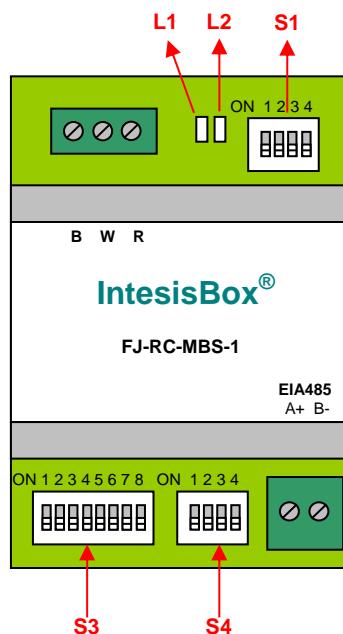 L1 L2 S1
ON 1 2 3 4
B W R
IntesisBox®
FJ-RC-MBS-1
EIA485
A+ B-
ON 1 2 3 4 5 6 7 8 ON 1 2 3 4
S3 S4